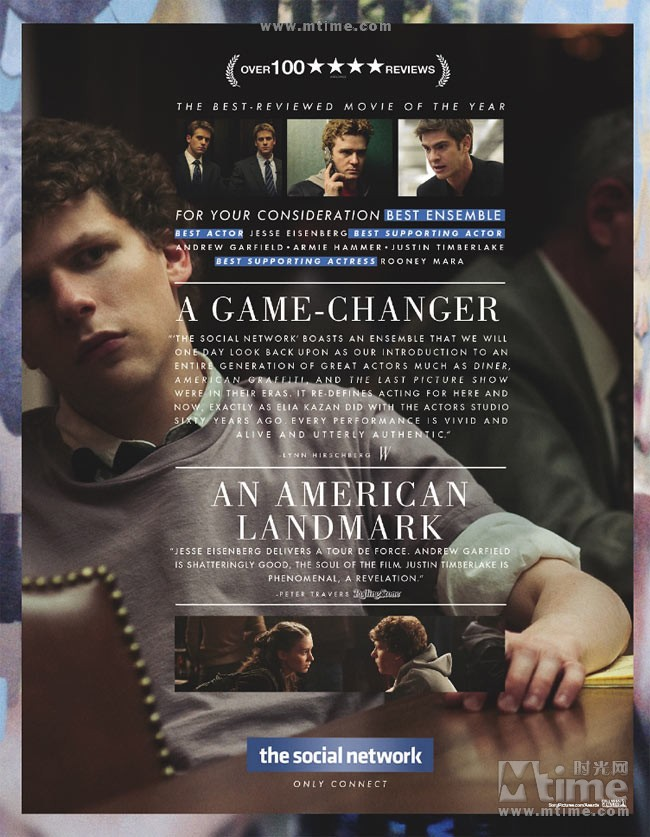 www.mtime.com
OVER 100 ★★★★ REVIEWS
THE BEST-REVIEWED MOVIE OF THE YEAR
FOR YOUR CONSIDERATION BEST ENSEMBLE
BEST ACTOR JESSE EISENBERG BEST SUPPORTING ACTOR
ANDREW GARFIELD • ARMIE HAMMER • JUSTIN TIMBERLAKE
BEST SUPPORTING ACTRESS ROONEY MARA
A GAME-CHANGER
"'THE SOCIAL NETWORK' BOASTS AN ENSEMBLE THAT WE WILL
ONE DAY LOOK BACK UPON AS OUR INTRODUCTION TO AN
ENTIRE GENERATION OF GREAT ACTORS MUCH AS DINER,
AMERICAN GRAFFITI, AND THE LAST PICTURE SHOW
WERE IN THEIR ERAS. IT RE-DEFINES ACTING FOR HERE AND
NOW, EXACTLY AS ELIA KAZAN DID WITH THE ACTORS STUDIO
SIXTY YEARS AGO. EVERY PERFORMANCE IS VIVID AND
ALIVE AND UTTERLY AUTHENTIC."
-LYNN HIRSCHBERG W
AN AMERICAN
LANDMARK
"JESSE EISENBERG DELIVERS A TOUR DE FORCE. ANDREW GARFIELD
IS SHATTERINGLY GOOD, THE SOUL OF THE FILM. JUSTIN TIMBERLAKE IS
PHENOMENAL, A REVELATION."
-PETER TRAVERS RollingStone
the social network
ONLY CONNECT
Mtime 时光网
SonyPictures.com/Awards
www.mtime.com